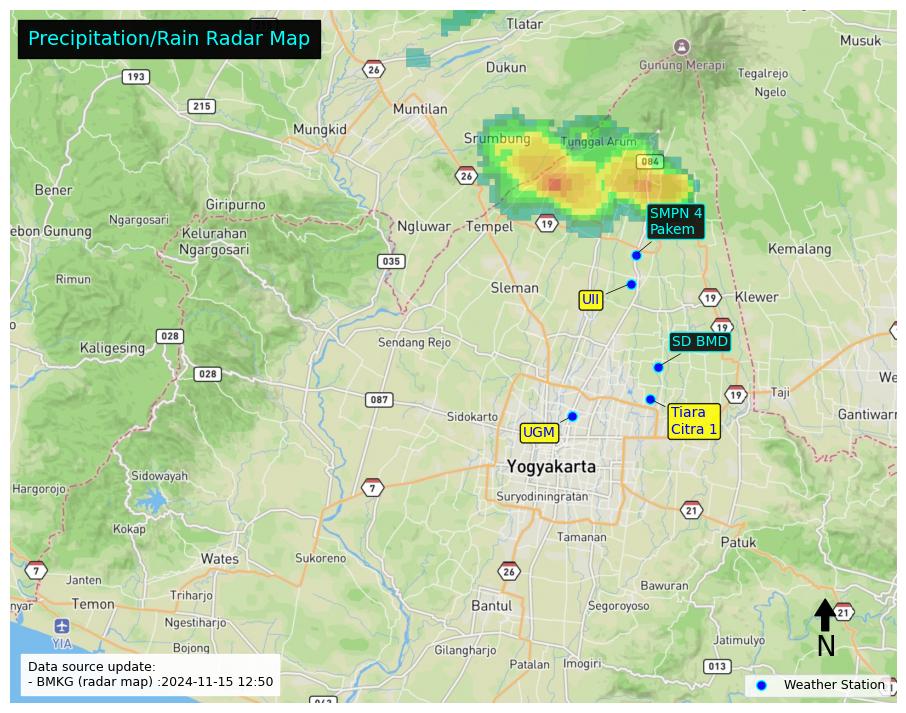 Precipitation/Rain Radar Map
Tlatar
Musuk
26
193
Dukun
Gunung Merapi
Tegalrejo
Ngelo
215
Muntilan
Mungkid
Srumbung
Tunggal Arum
084
26
Bener
Giripurno
SMPN 4
Pakem
Ngargosari
ebon Gunung
Kelurahan
Ngargosari
Ngluwar
Tempel
19
Kemalang
035
Rimun
Sleman
UII
19
Klewer
19
028
Kaligesing
Sendang Rejo
SD BMD
028
We
Taji
087
19
Sidokarto
Tiara
Citra 1
Gantiwarn
UGM
Yogyakarta
Sidowayah
Hargorojo
7
Suryodiningratan
21
Kokap
Tamanan
Patuk
Wates
Sukoreno
7
26
Janten
Bawuran
nyar
Temon
Triharjo
Bantul
Segoroyoso
21
Ngestiharjo
YIA
Bojong
Gilangharjo
Jatimulyo
N
Patalan
Imogiri
013
Data source update:
- BMKG (radar map) :2024-11-15 12:50
Weather Station